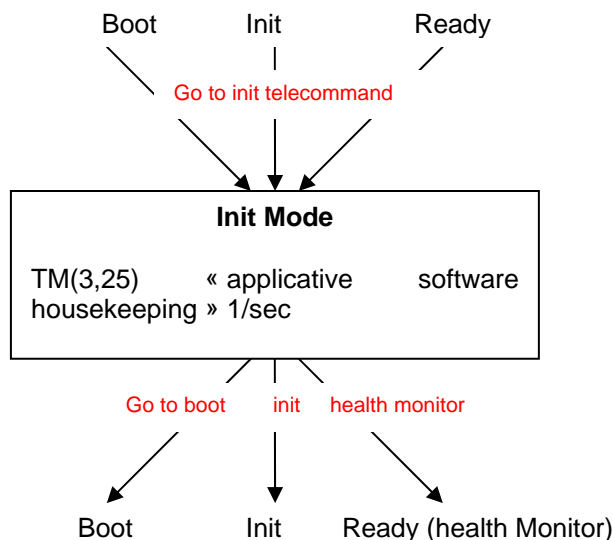 Boot Init Ready
Go to init telecommand
Init Mode
TM(3,25) « applicative software
housekeeping » 1/sec
Go to boot init health monitor
Boot Init Ready (health Monitor)